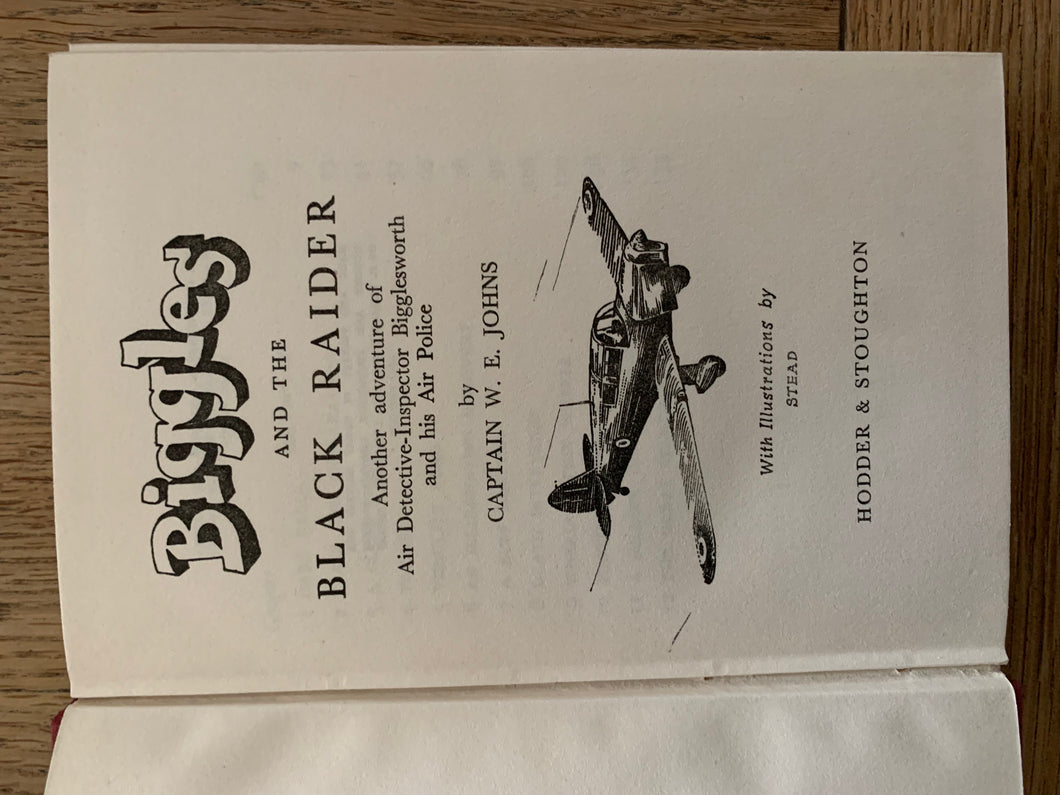 Biggles
AND THE
BLACK RAIDER
Another adventure of
Air Detective-Inspector Bigglesworth
and his Air Police
by
CAPTAIN W. E. JOHNS
With Illustrations by
STEAD
HODDER & STOUGHTON